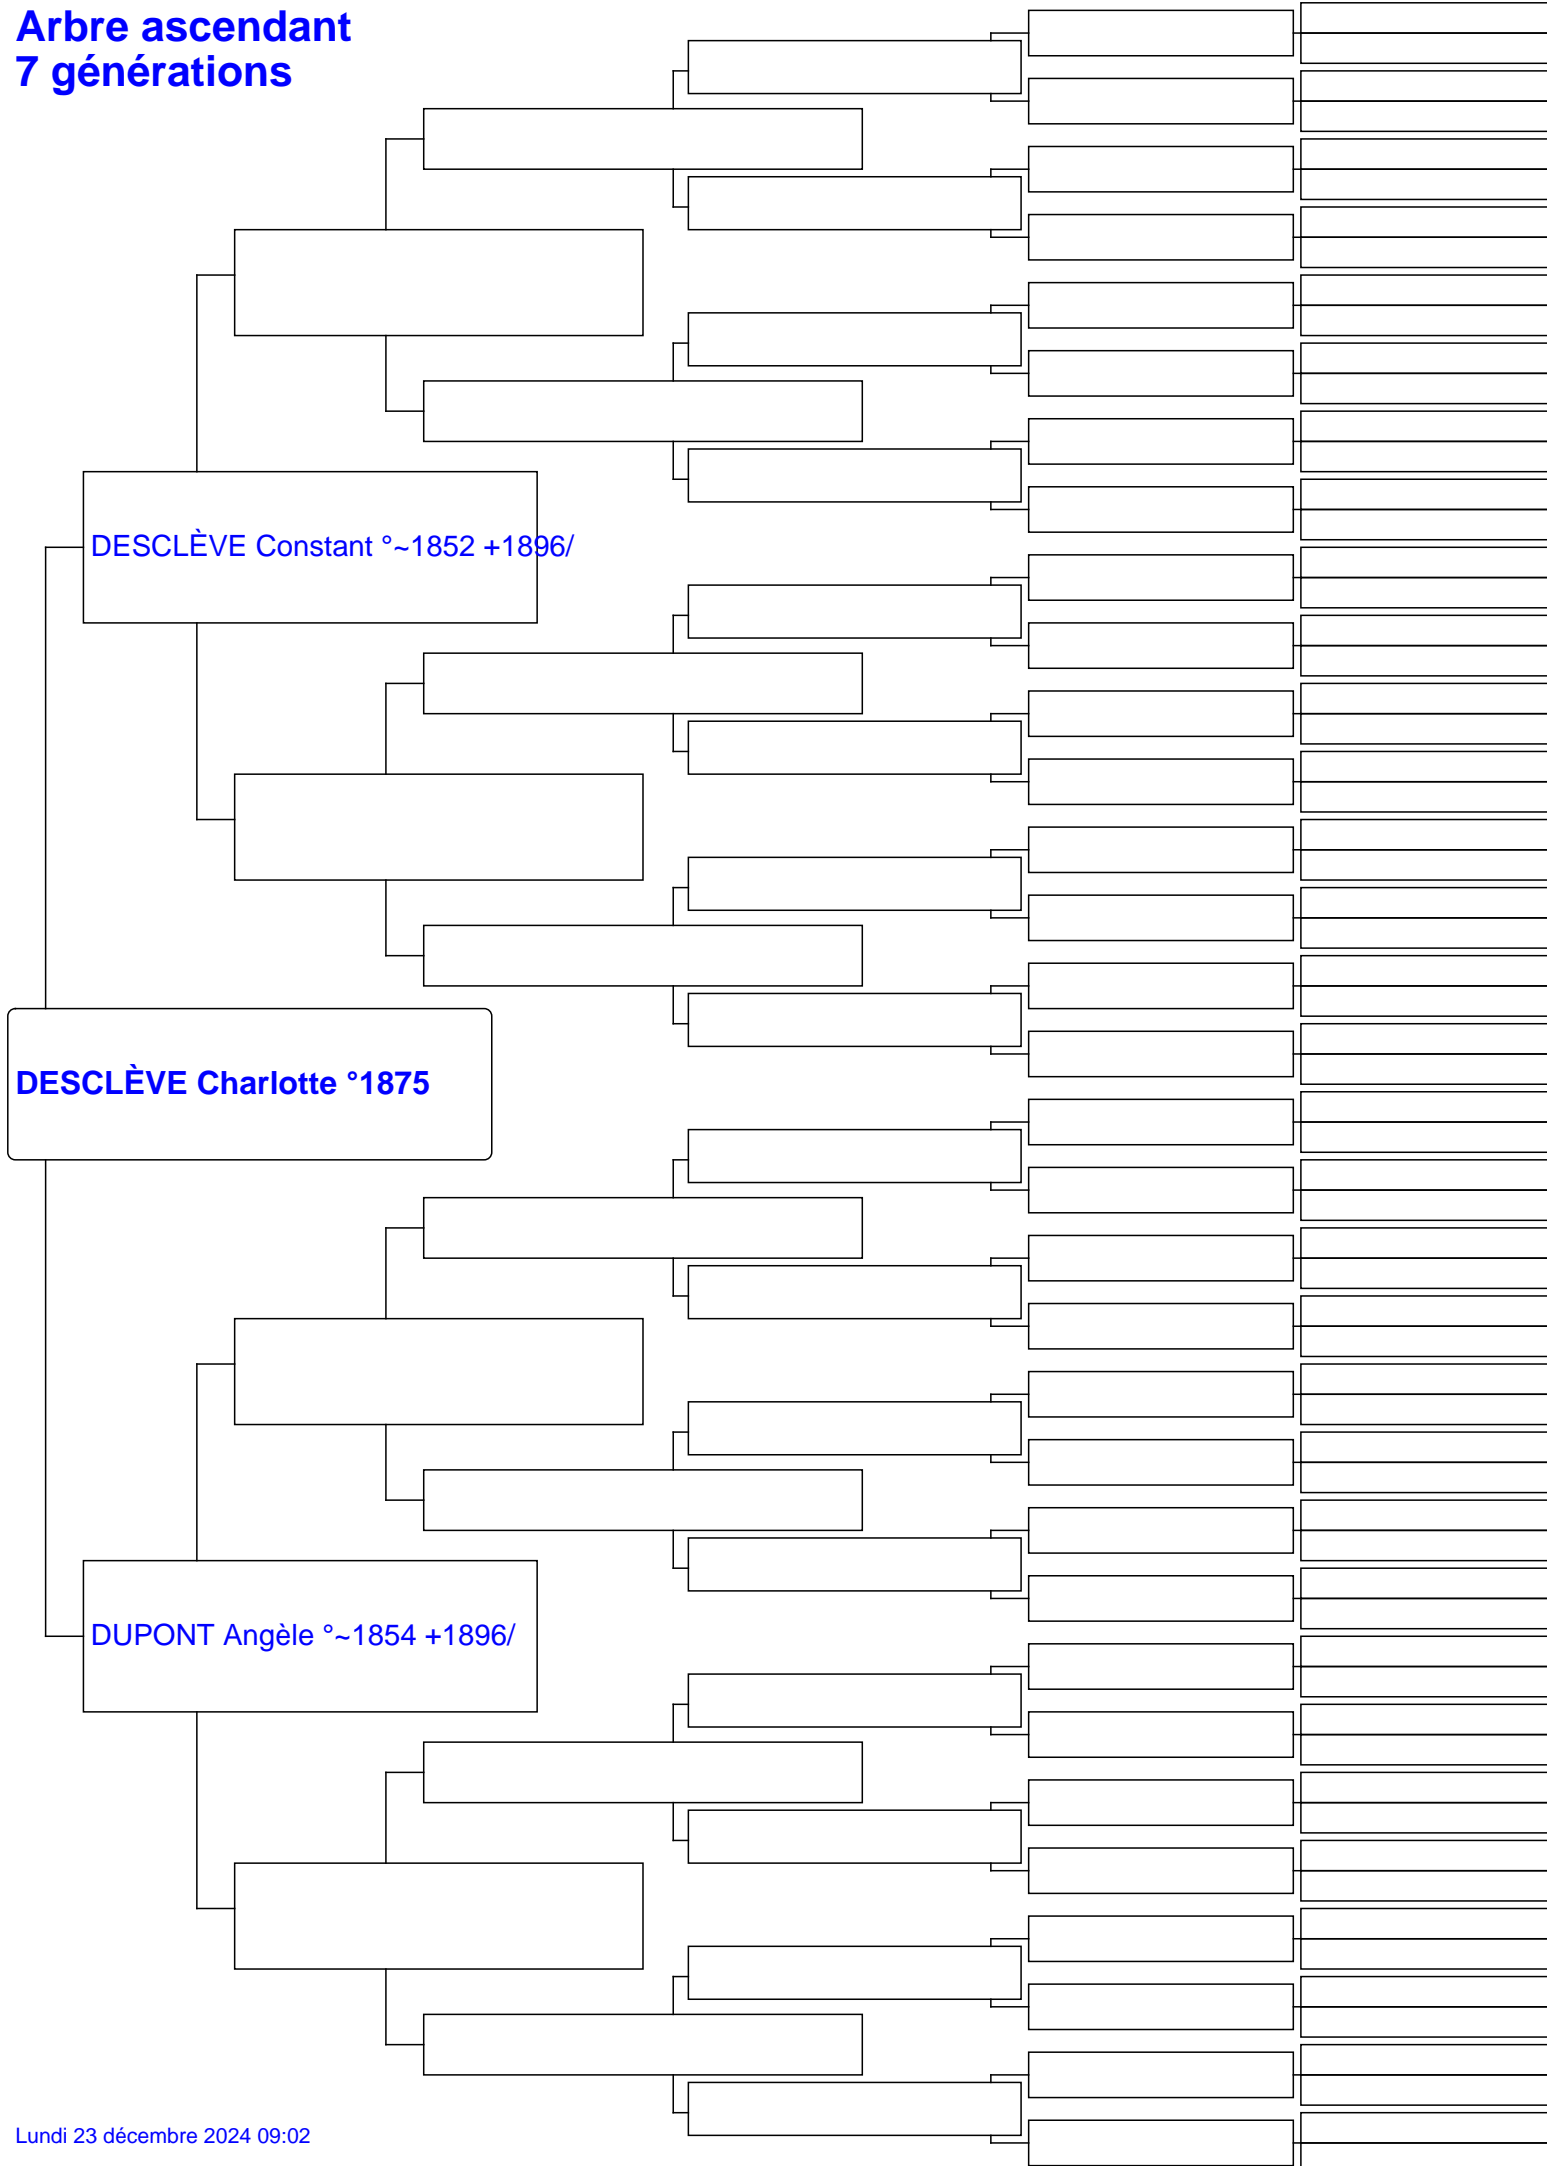 Arbre ascendant
7 générations
DESCLÈVE Constant °~1852 +1896/
DESCLÈVE Charlotte °1875
DUPONT Angèle °~1854 +1896/
Lundi 23 décembre 2024 09:02